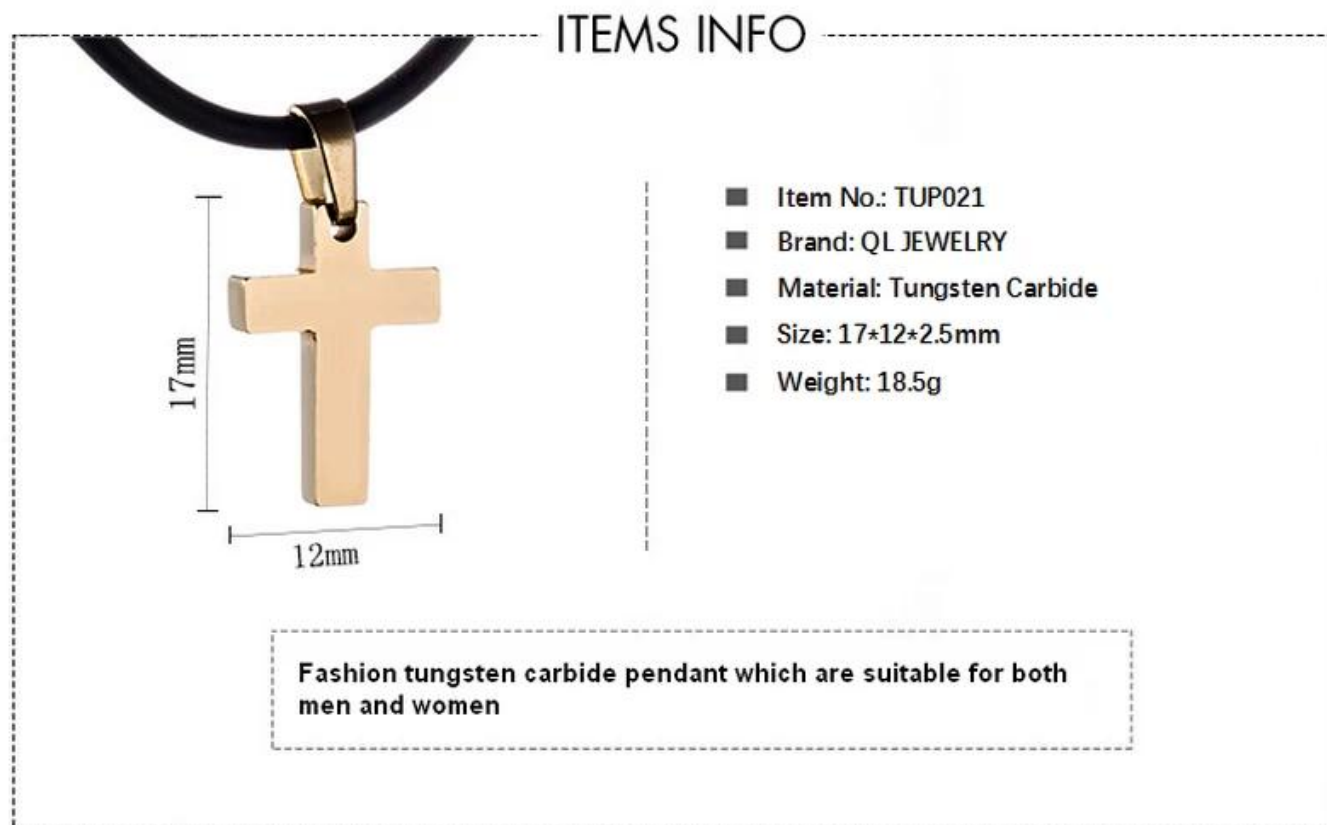 ITEMS INFO
17mm
12mm
Item No.: TUP021
Brand: QL JEWELRY
Material: Tungsten Carbide
Size: 17*12*2.5mm
Weight: 18.5g
Fashion tungsten carbide pendant which are suitable for both
men and women